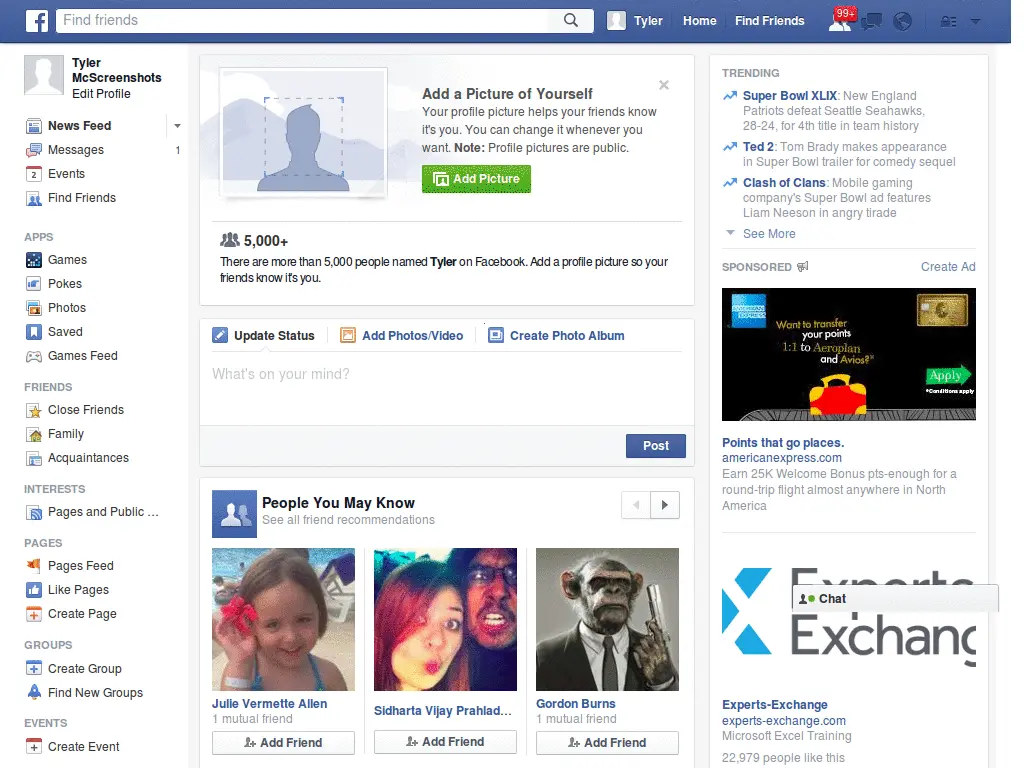 Find friends
Tyler
Home
Find Friends
99+
Tyler
McScreenshots
Edit Profile
News Feed
Messages 1
2 Events
Find Friends
APPS
Games
Pokes
Photos
Saved
Games Feed
FRIENDS
Close Friends
Family
Acquaintances
INTERESTS
Pages and Public ...
PAGES
Pages Feed
Like Pages
Create Page
GROUPS
Create Group
Find New Groups
EVENTS
Create Event
Add a Picture of Yourself
Your profile picture helps your friends know
it's you. You can change it whenever you
want. Note: Profile pictures are public.
Add Picture
5,000+
There are more than 5,000 people named Tyler on Facebook. Add a profile picture so your
friends know it's you.
Update Status
Add Photos/Video
Create Photo Album
What's on your mind?
Post
People You May Know
See all friend recommendations
Julie Vermette Allen
1 mutual friend
Add Friend
Sidharta Vijay Prahlad...
Add Friend
Gordon Burns
1 mutual friend
Add Friend
TRENDING
Super Bowl XLIX: New England
Patriots defeat Seattle Seahawks,
28-24, for 4th title in team history
Ted 2: Tom Brady makes appearance
in Super Bowl trailer for comedy sequel
Clash of Clans: Mobile gaming
company's Super Bowl ad features
Liam Neeson in angry tirade
See More
SPONSORED
Create Ad
AMERICAN
EXPRESS
Want to transfer
your points
1:1 to Aeroplan
and Avios?*
Apply
*Conditions apply
Points that go places.
americanexpress.com
Earn 25K Welcome Bonus pts-enough for a
round-trip flight almost anywhere in North
America
Experts
Exchang
Chat
Experts-Exchange
experts-exchange.com
Microsoft Excel Training
22,979 people like this